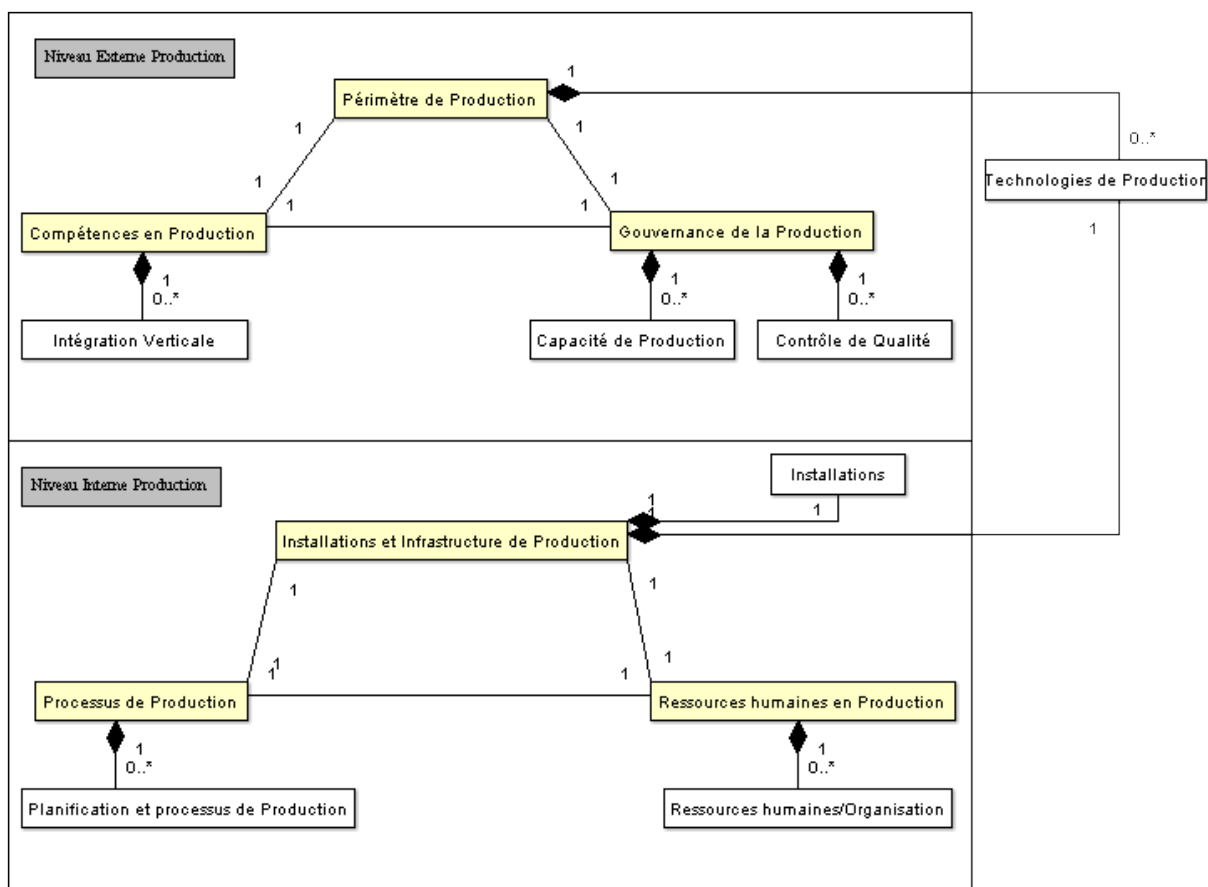 Niveau Externe Production
1
Périmètre de Production
1
1
0..*
Technologies de Production
1
1
1
1
1
Compétences en Production
Gouvernance de la Production
1
1
0..*
1
0..*
1
0..*
Intégration Verticale
Capacité de Production
Contrôle de Qualité
Niveau Interne Production
Installations
1
1
1
Installations et Infrastructure de Production
1
1
1
1
1
1
Processus de Production
Ressources humaines en Production
1
0..*
1
0..*
Planification et processus de Production
Ressources humaines/Organisation